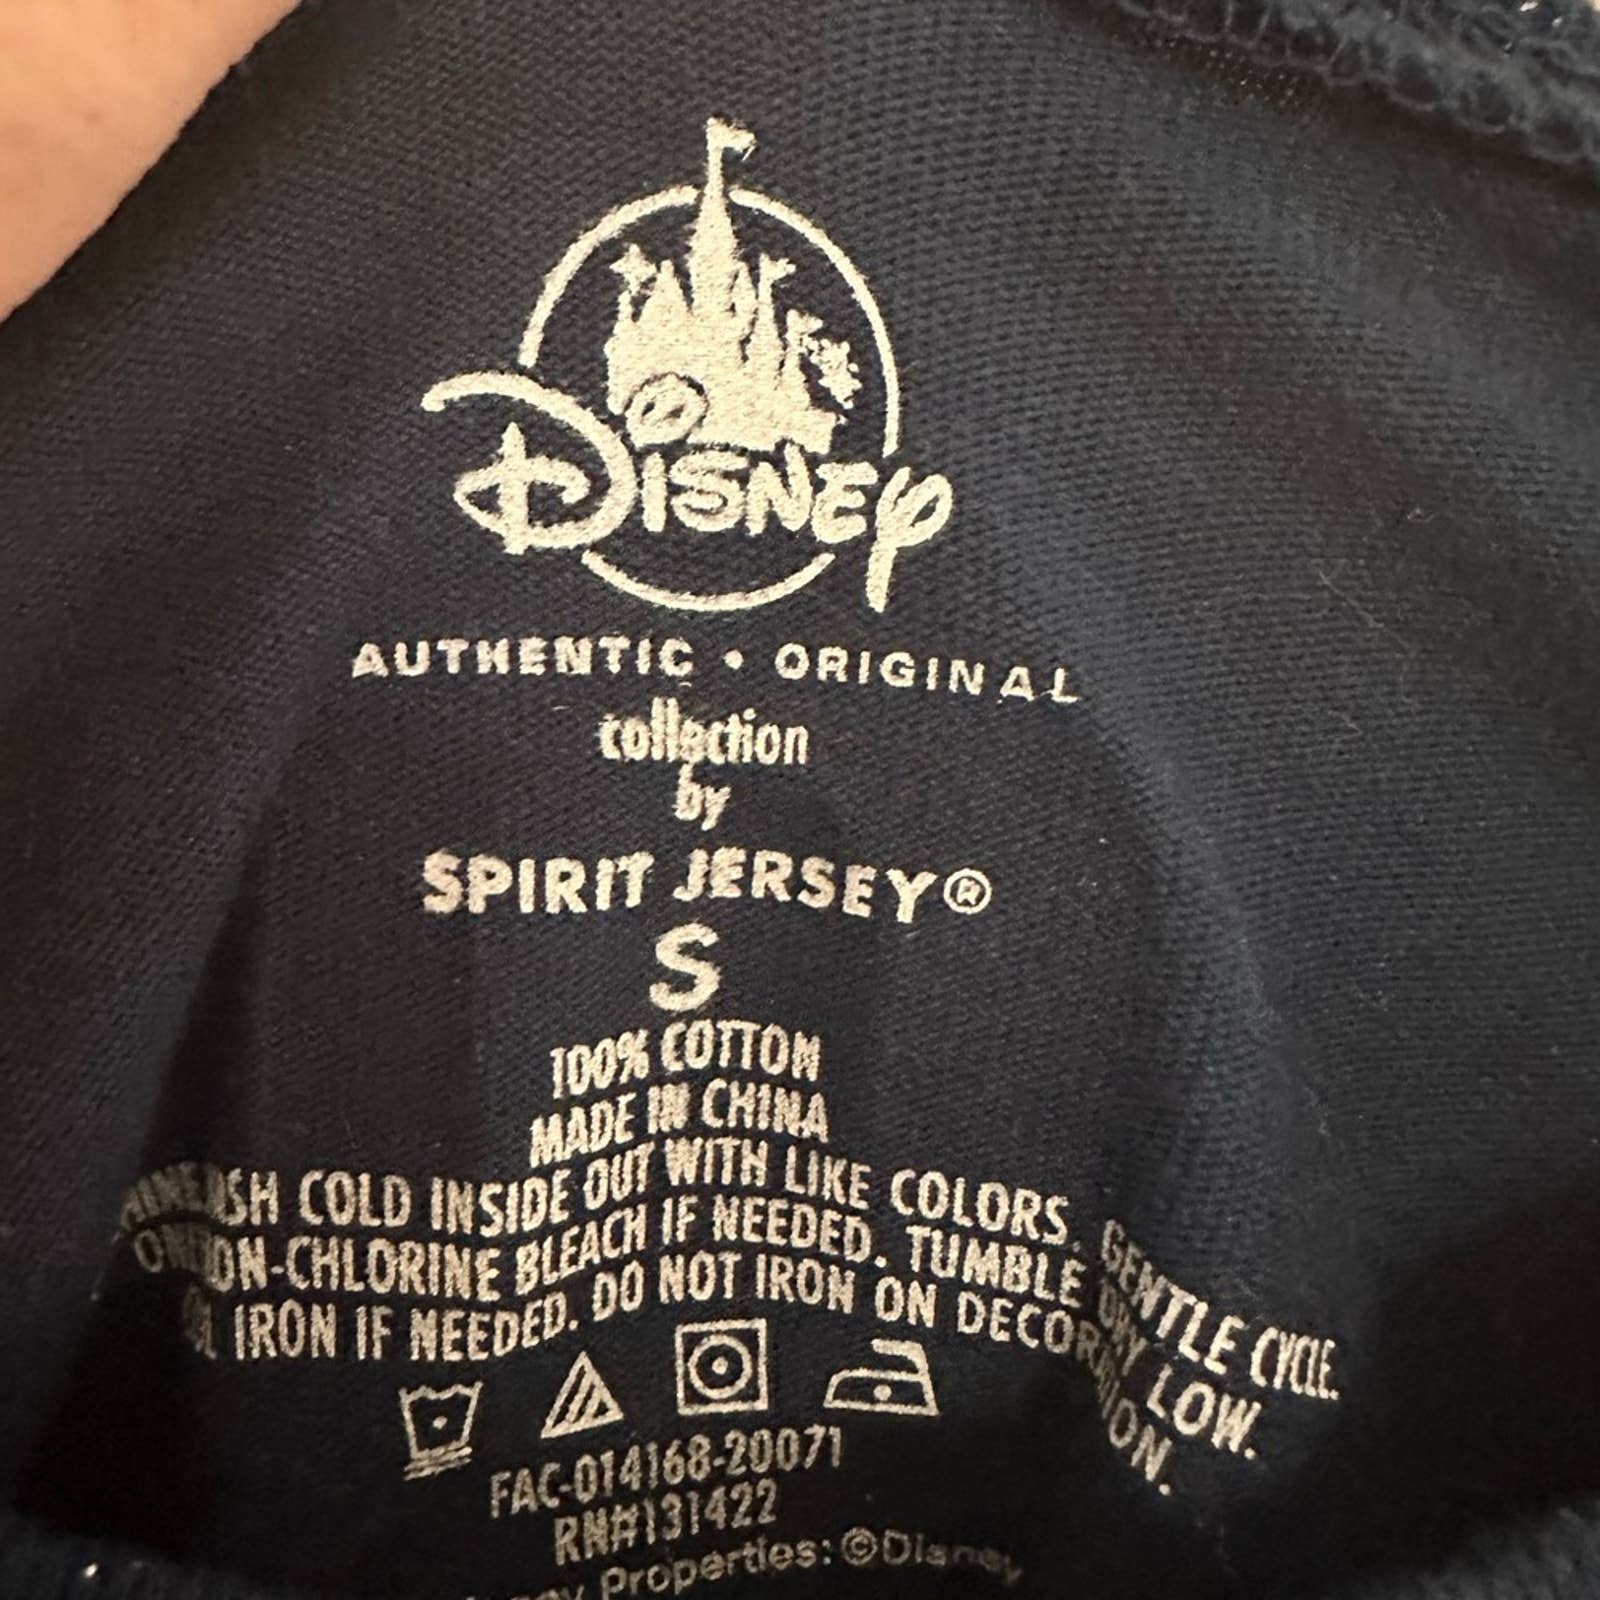 Disney
AUTHENTIC • ORIGINAL
collection
by
SPIRIT JERSEY®
S
100% COTTON
MADE IN CHINA
COLD INSIDE OUT WITH LIKE COLORS. GENTLE CYCLE.
NON-CHLORINE BLEACH IF NEEDED. TUMBLE DRY LOW.
IRON IF NEEDED. DO NOT IRON ON DECORATION.
FAC-014168-20071
RN#131422
Properties: ©Disney